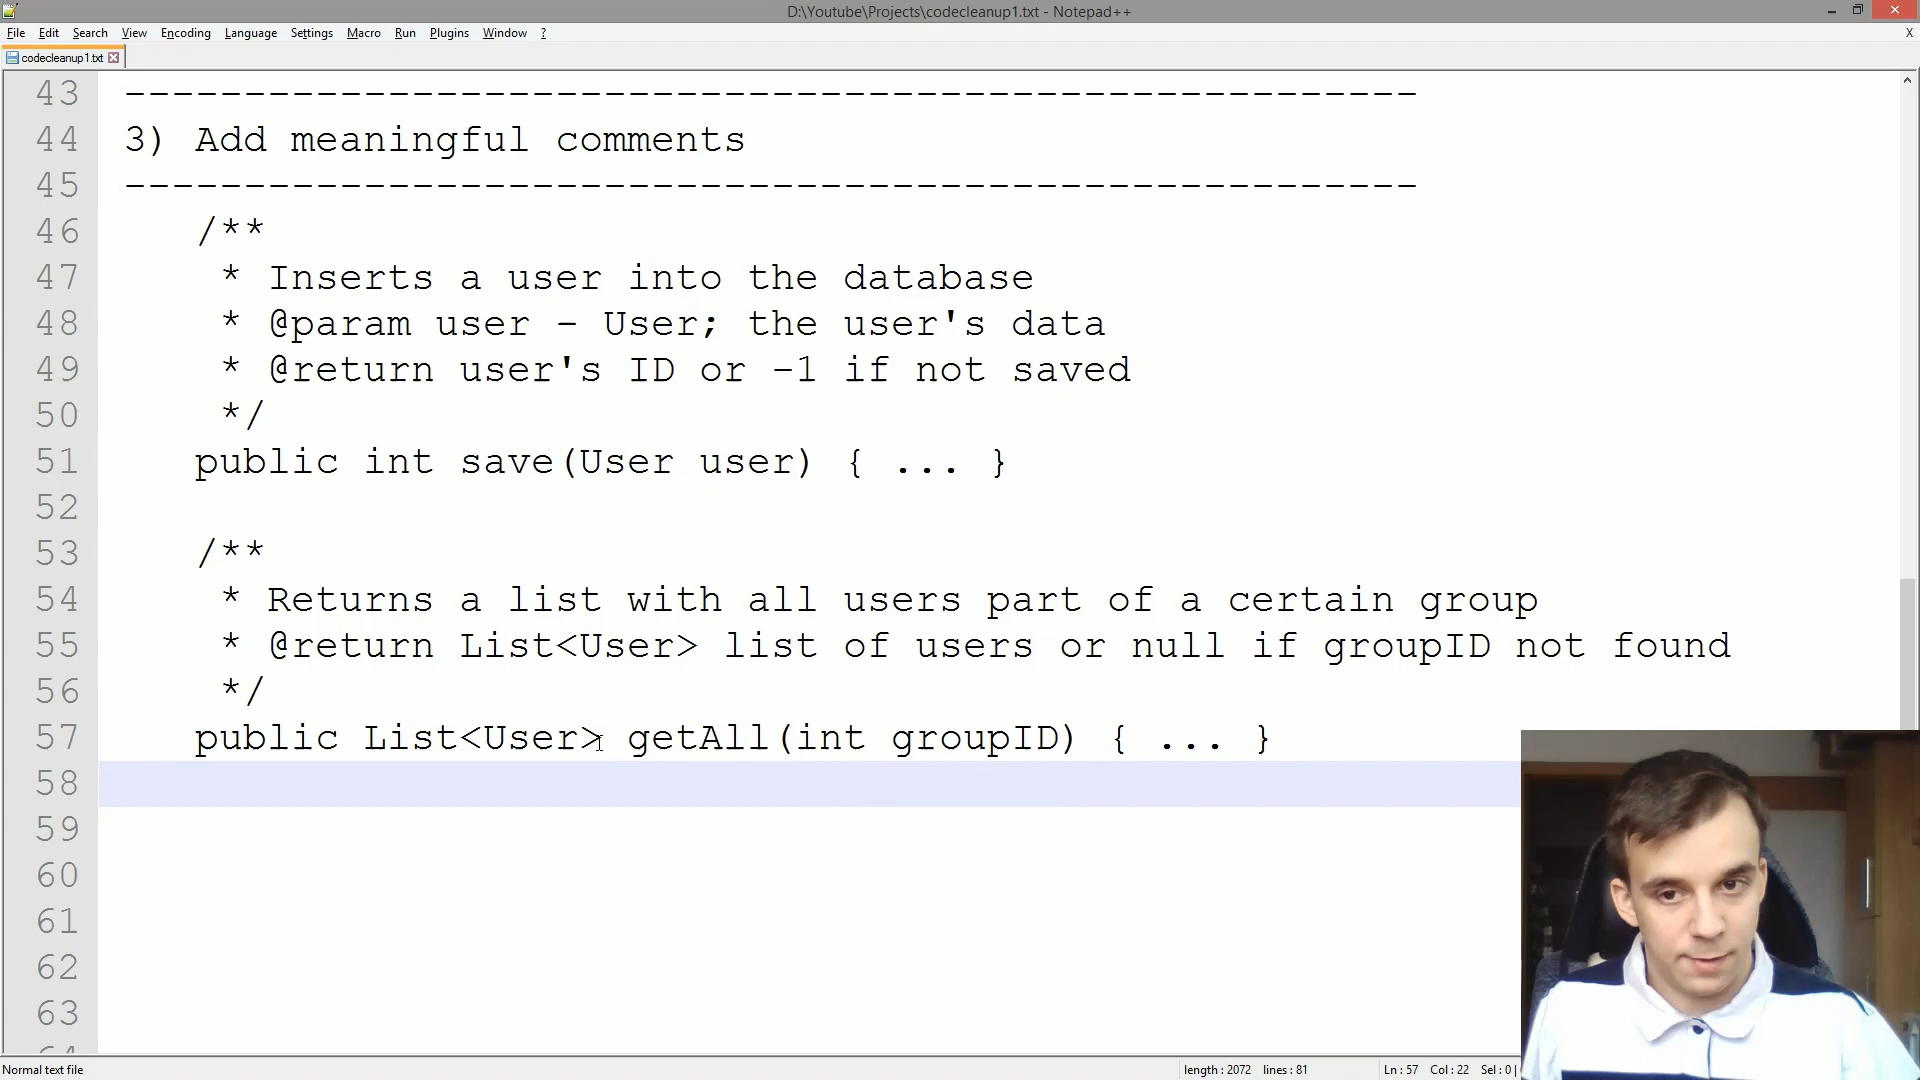 D:\Youtube\Projects\codecleanup1.txt - Notepad++
File Edit Search View Encoding Language Settings Macro Run Plugins Window ? X
codecleanup1.txt
43 ------------------------------------------------------
44 3) Add meaningful comments
45 ------------------------------------------------------
46 /**
47 * Inserts a user into the database
48 * @param user - User; the user's data
49 * @return user's ID or -1 if not saved
50 */
51 public int save(User user) { ... }
52
53 /**
54 * Returns a list with all users part of a certain group
55 * @return List<User> list of users or null if groupID not found
56 */
57 public List<User> getAll(int groupID) { ... }
58
59
60
61
62
63
Normal text file length : 2072 lines : 81 Ln : 57 Col : 22 Sel : 0 |